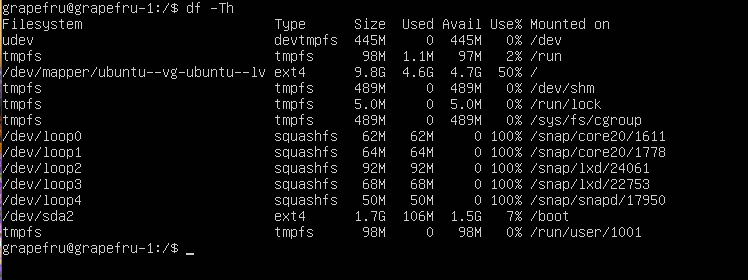 grapefru@grapefru-1:/$ df -Th
Filesystem                        Type      Size  Used Avail Use% Mounted on
udev                              devtmpfs  445M     0  445M   0% /dev
tmpfs                             tmpfs      98M  1.1M   97M   2% /run
/dev/mapper/ubuntu--vg-ubuntu--lv ext4      9.8G  4.6G  4.7G  50% /
tmpfs                             tmpfs     489M     0  489M   0% /dev/shm
tmpfs                             tmpfs     5.0M     0  5.0M   0% /run/lock
tmpfs                             tmpfs     489M     0  489M   0% /sys/fs/cgroup
/dev/loop0                        squashfs   62M   62M     0 100% /snap/core20/1611
/dev/loop1                        squashfs   64M   64M     0 100% /snap/core20/1778
/dev/loop2                        squashfs   92M   92M     0 100% /snap/lxd/24061
/dev/loop3                        squashfs   68M   68M     0 100% /snap/lxd/22753
/dev/loop4                        squashfs   50M   50M     0 100% /snap/snapd/17950
/dev/sda2                         ext4      1.7G  106M  1.5G   7% /boot
tmpfs                             tmpfs      98M     0   98M   0% /run/user/1001
grapefru@grapefru-1:/$ _